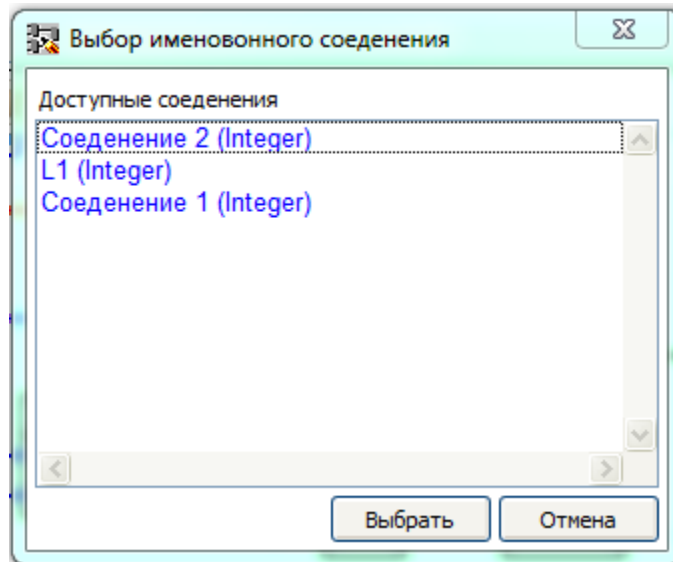 Выбор именовонного соеденения
Доступные соеденения
Соеденение 2 (Integer)
L1 (Integer)
Соеденение 1 (Integer)
Выбрать
Отмена